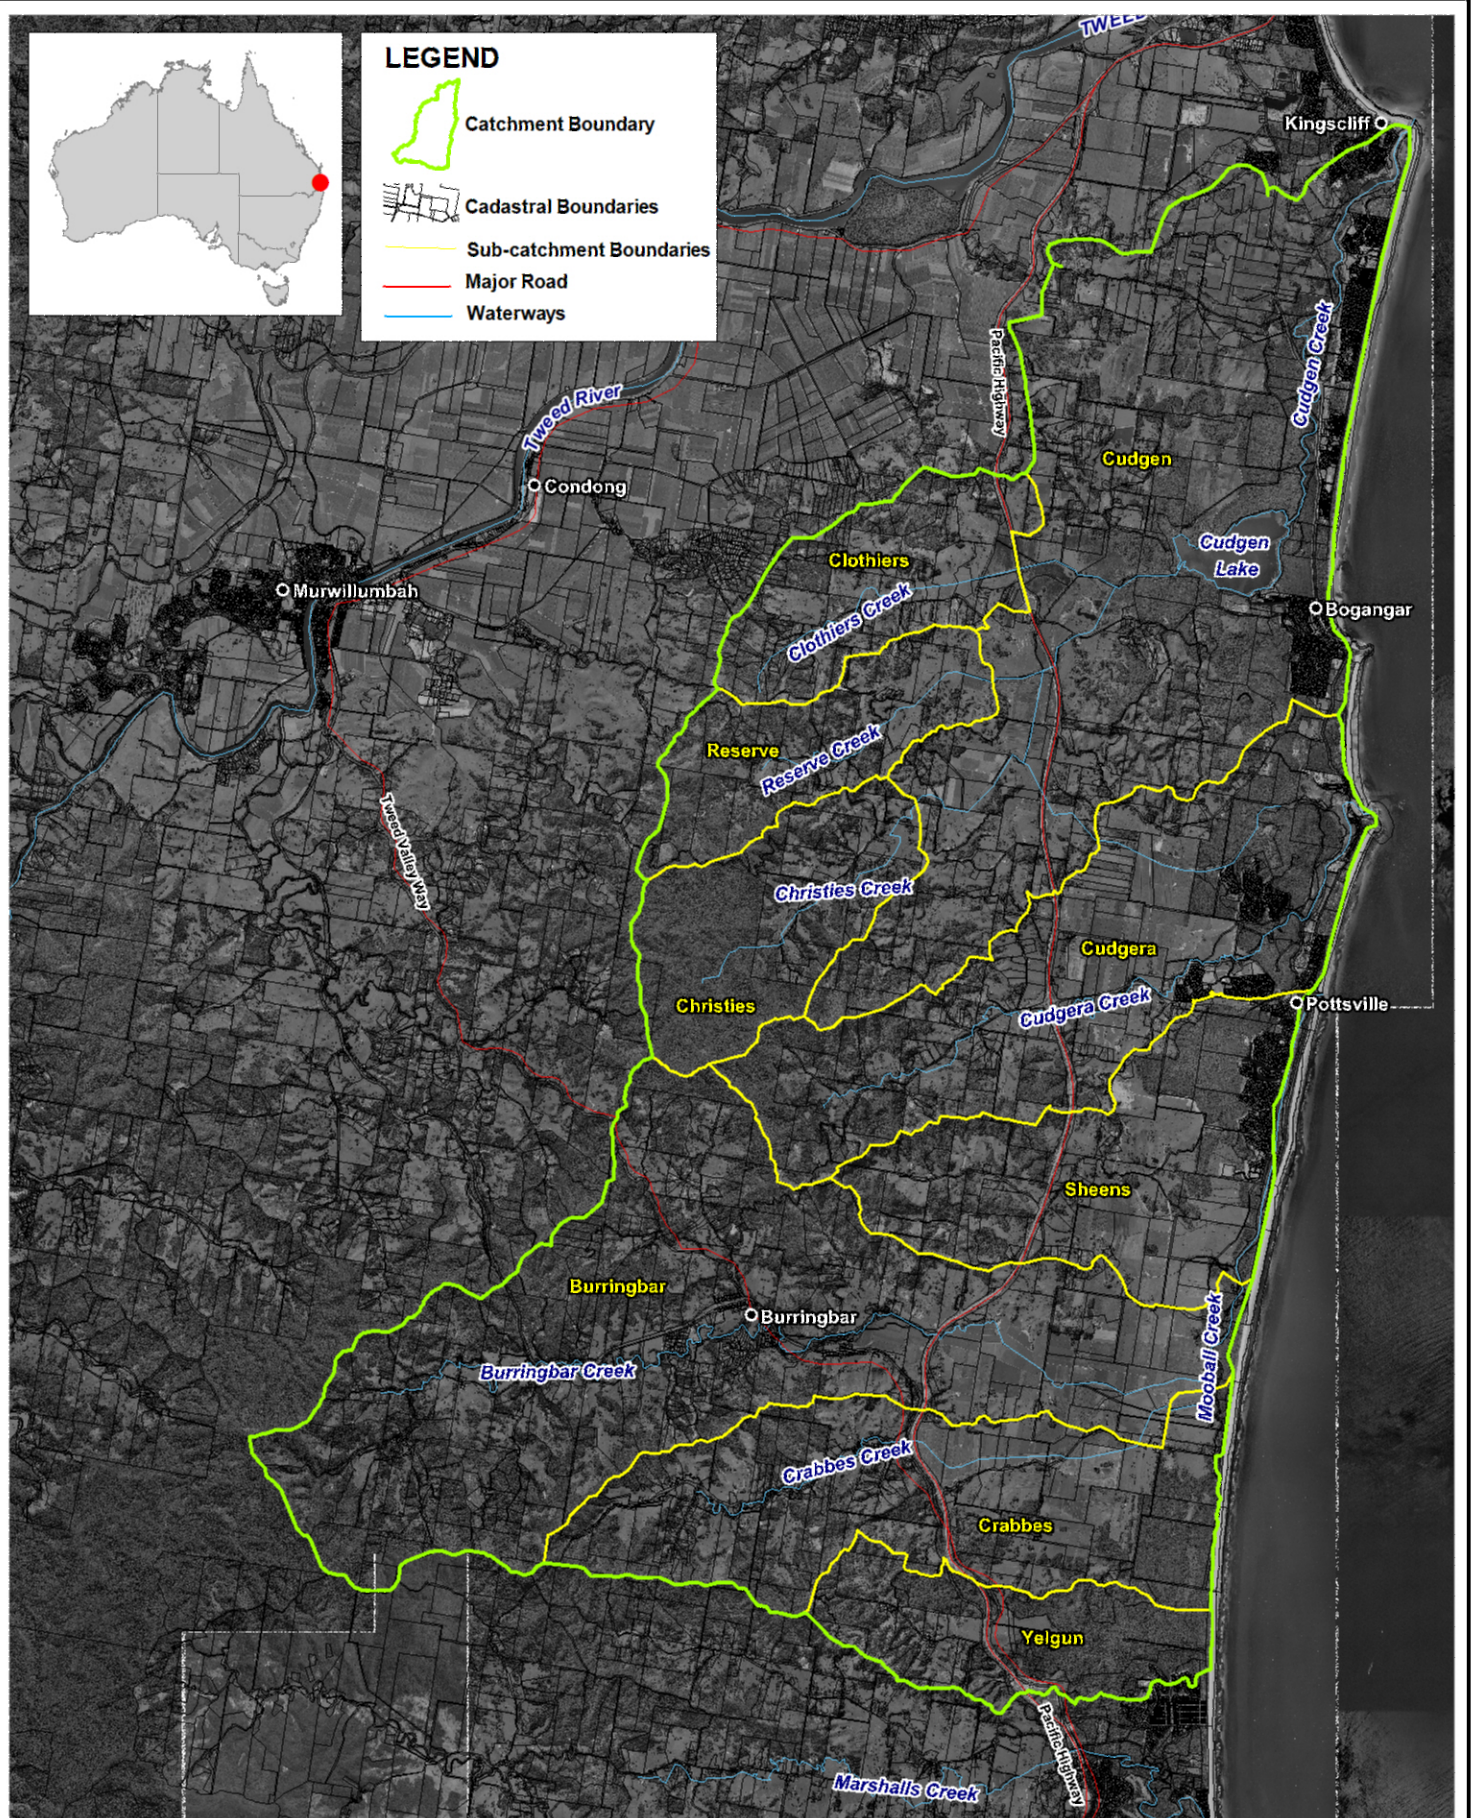 TWEED
LEGEND
Catchment Boundary
Cadastral Boundaries
Sub-catchment Boundaries
Major Road
Waterways
Kingscliff
Cudgen Creek
Pacific Highway
Tweed River
Cudgen
Condong
Cudgen
Lake
Clothiers
Murwillumbah
Bogangar
Clothiers Creek
Reserve
Reserve Creek
Tweed Valley Way
Christies Creek
Cudgera
Christies
Cudgera Creek
Pottsville
Sheens
Burringbar
Burringbar
Mooball Creek
Burringbar Creek
Crabbes Creek
Crabbes
Yelgun
Pacific Highway
Marshalls Creek